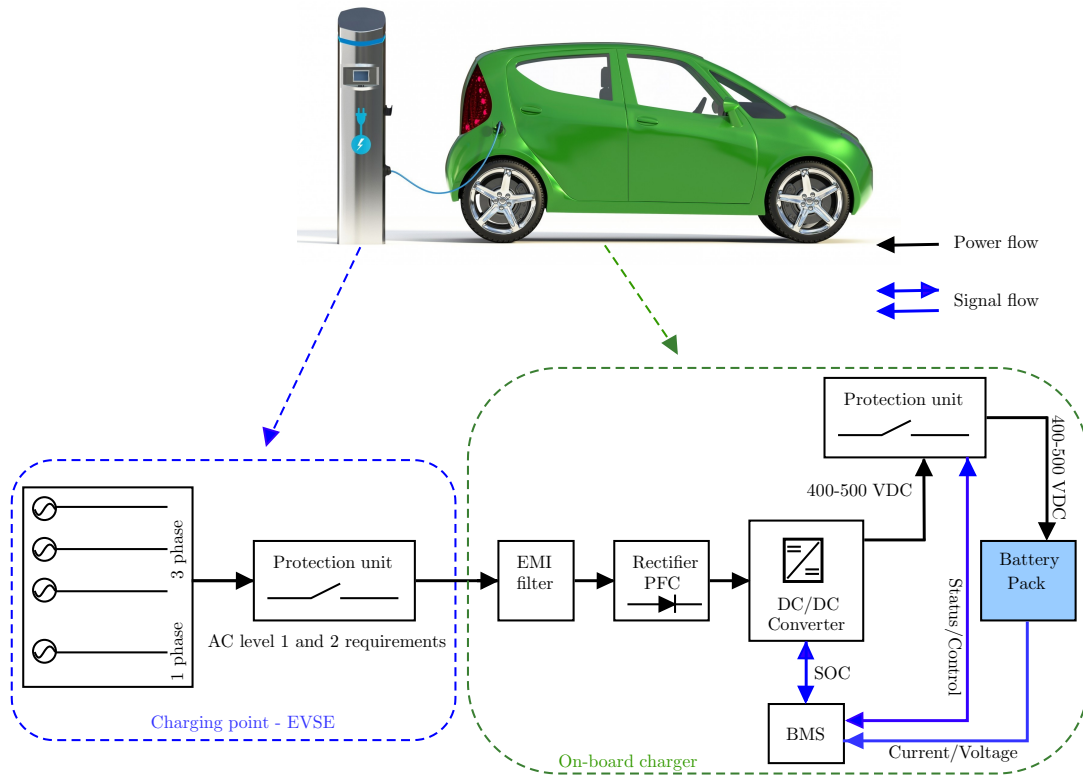 Power flow
Signal flow
Protection unit
400-500 VDC
400-500 VDC
3 phase
1 phase
Protection unit
AC level 1 and 2 requirements
EMI
filter
Rectifier
PFC
DC/DC
Converter
Battery
Pack
Status/Control
SOC
BMS
Current/Voltage
Charging point - EVSE
On-board charger